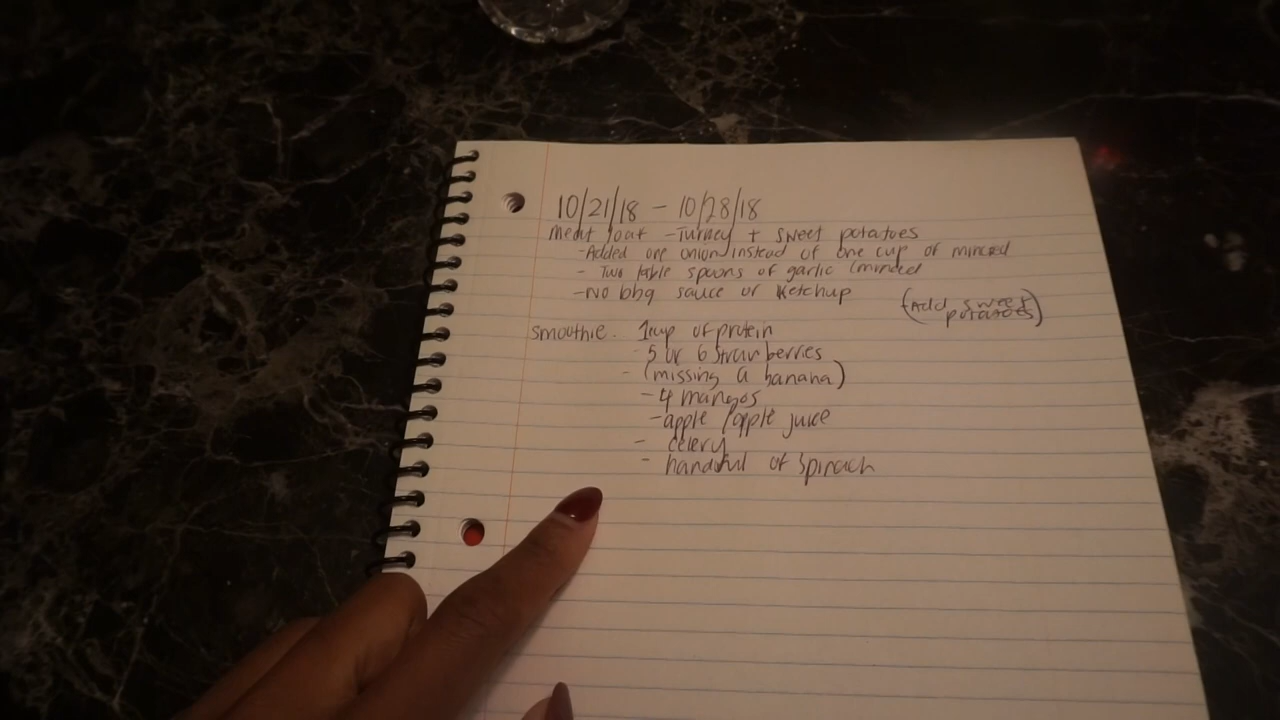 10/21/18 - 10/28/18
Meat loaf - Turkey + sweet potatoes
- Added one onion instead of one cup of minced
- Two table spoons of garlic (minced
- No bbq sauce or Ketchup
(Add sweet
potatoes)
smoothie. 1 cup of protein
- 5 or 6 strawberries
- (missing a banana)
- 4 mangos
- apple / apple juice
- celery
- handful of spinach